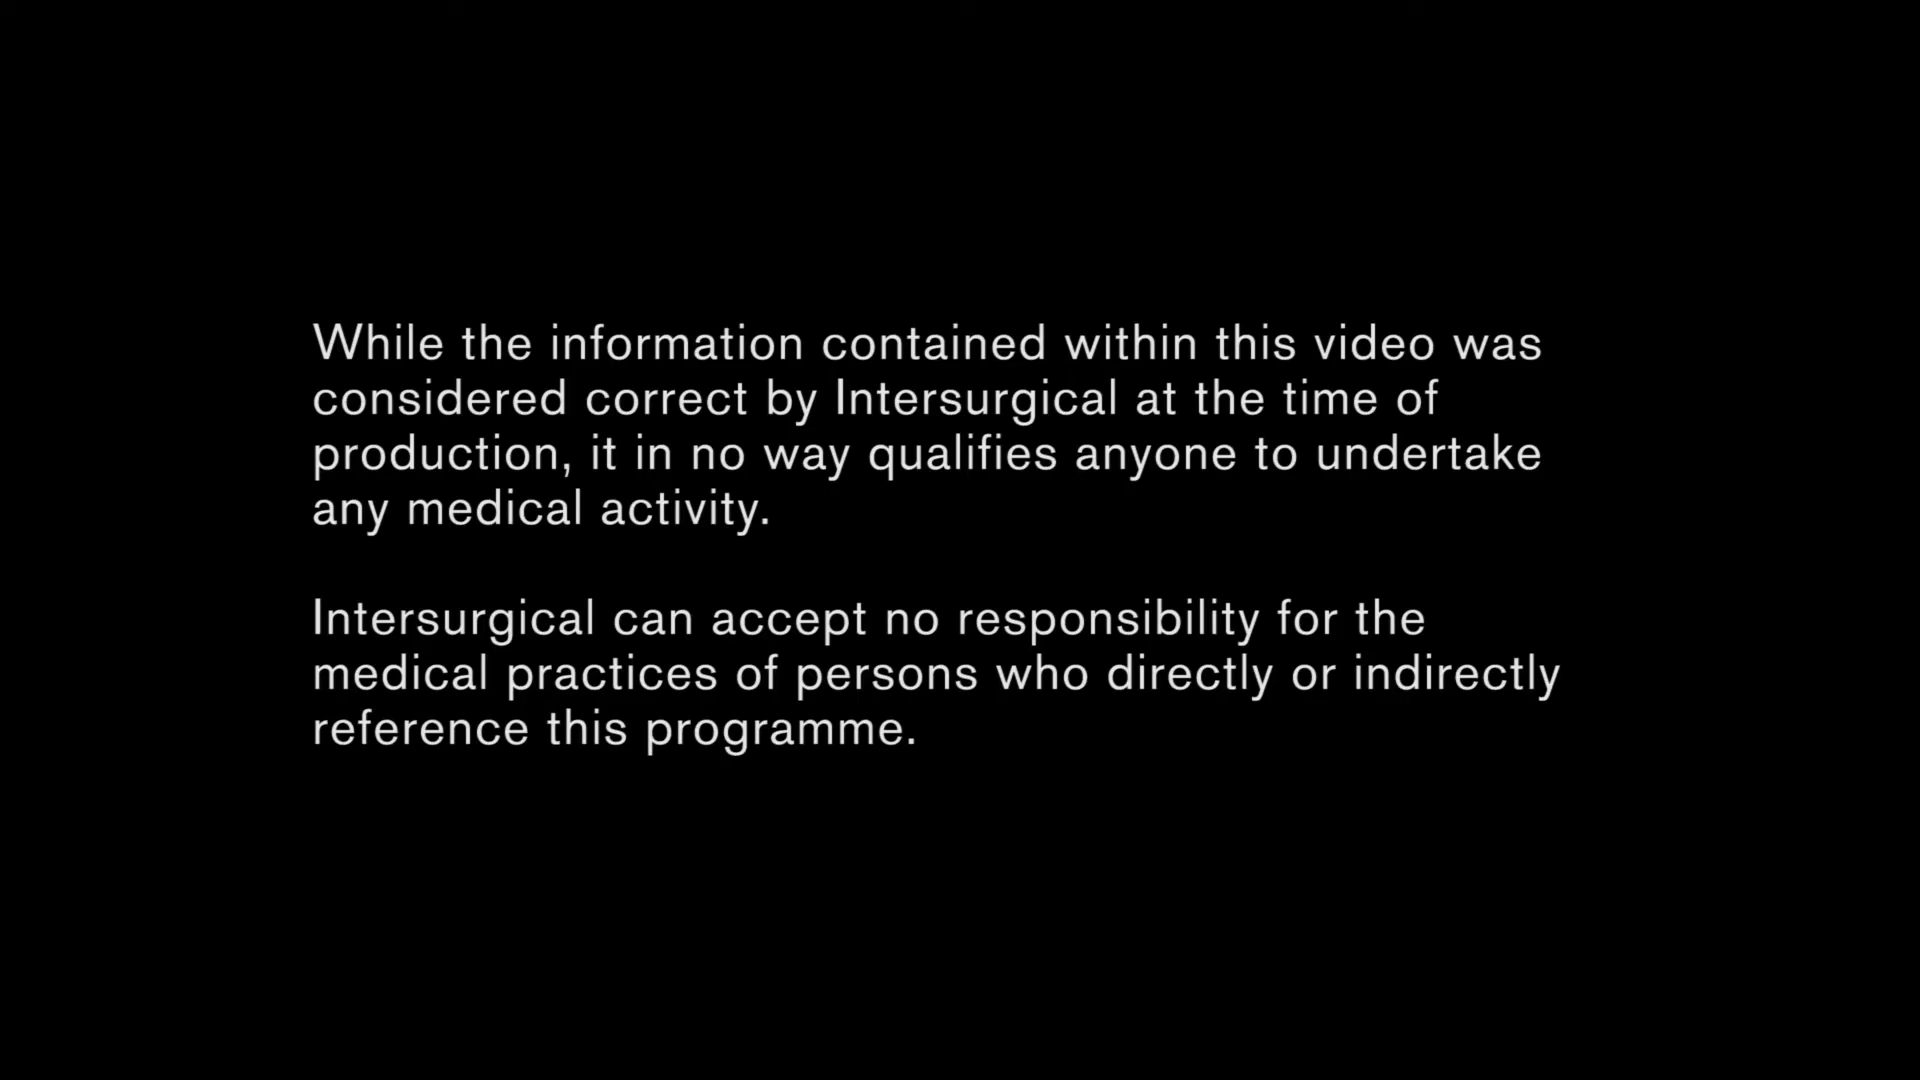 While the information contained within this video was
considered correct by Intersurgical at the time of
production, it in no way qualifies anyone to undertake
any medical activity.
Intersurgical can accept no responsibility for the
medical practices of persons who directly or indirectly
reference this programme.